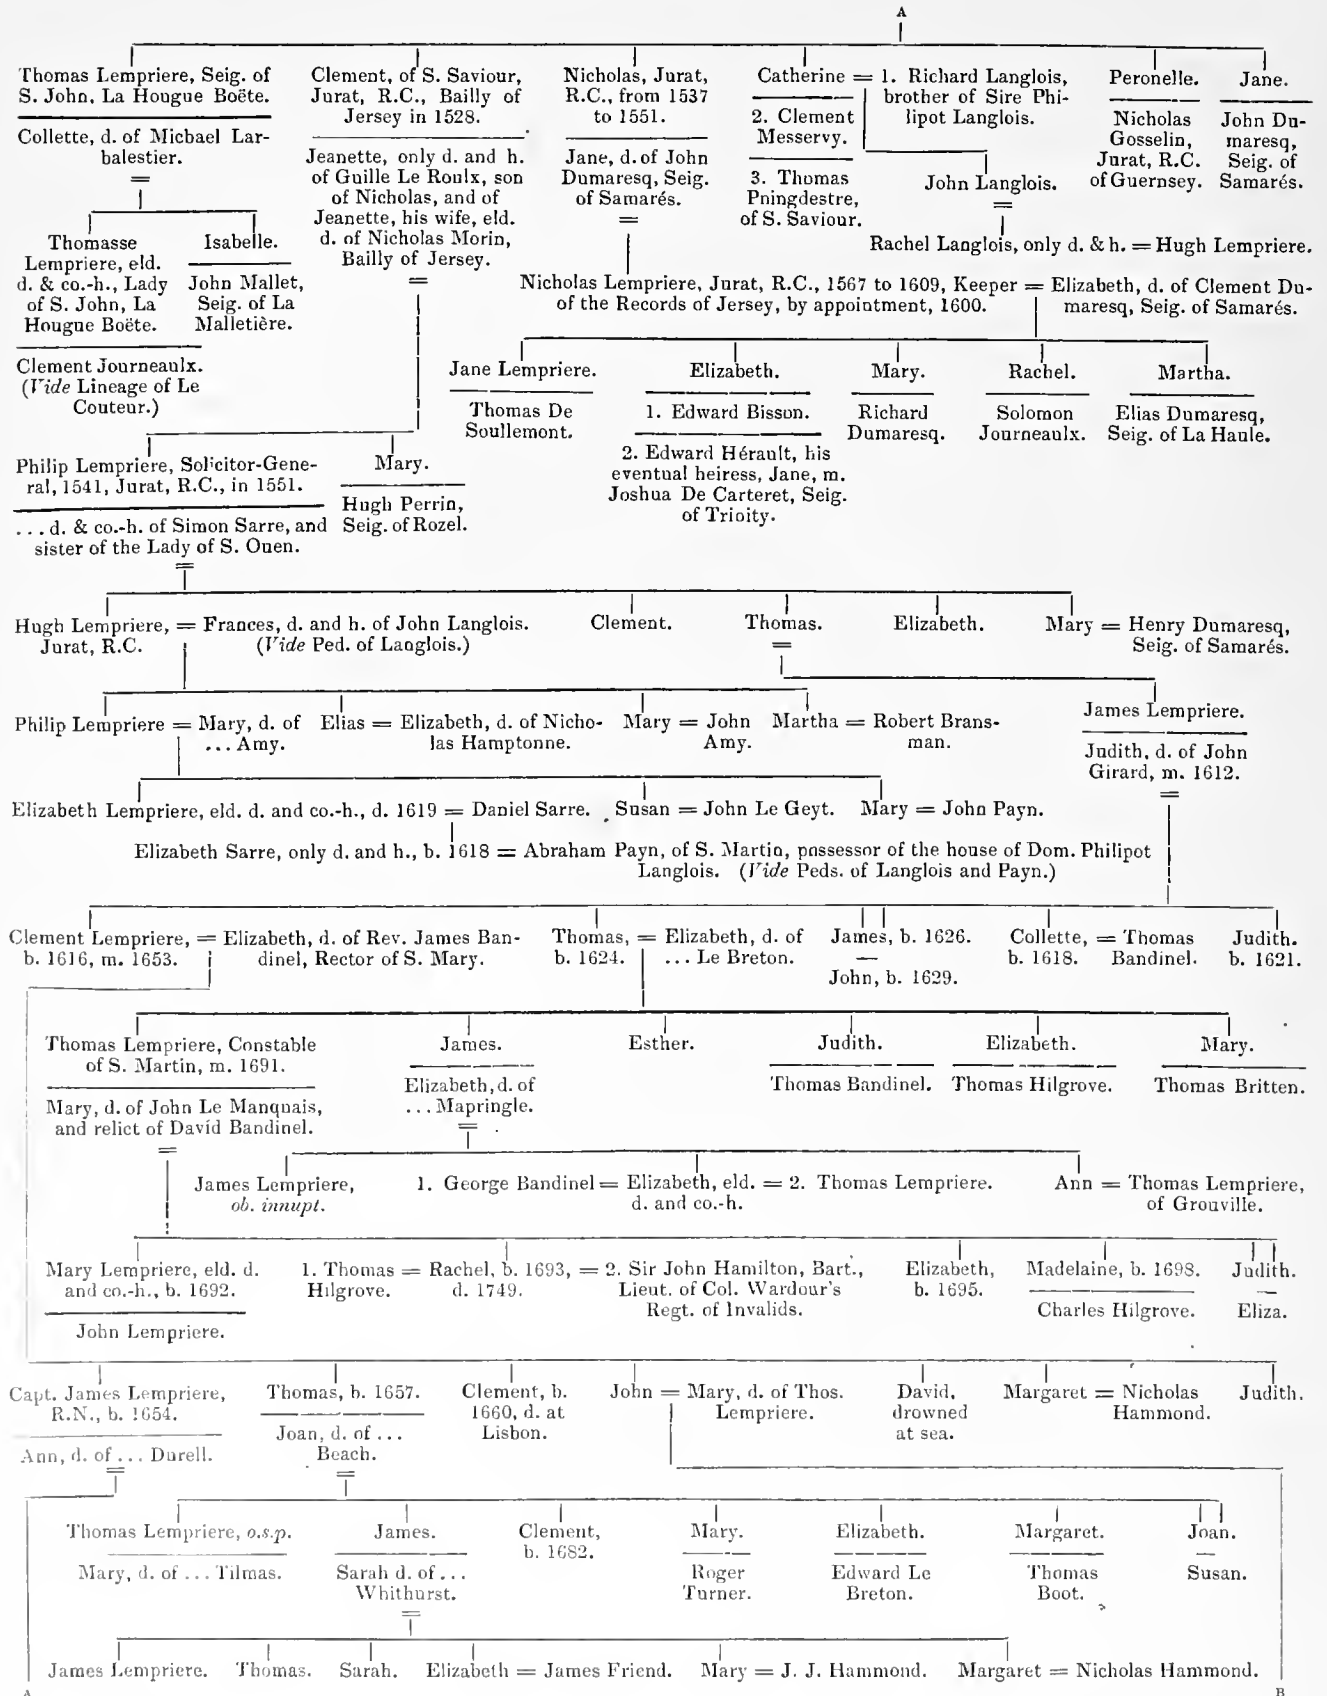 A
Thomas Lempriere, Seig. of
S. John, La Hougue Boëte.
Collette, d. of Micbael Lar-
balestier.
=
Clement, of S. Saviour,
Jurat, R.C., Bailly of
Jersey in 1528.
Jeanette, only d. and h.
of Guille Le Roulx, son
of Nicholas, and of
Jeanette, his wife, eld.
d. of Nicholas Morin,
Bailly of Jersey.
=
Nicholas, Jurat,
R.C., from 1537
to 1551.
Jane, d. of John
Dumaresq, Seig.
of Samarés.
=
Catherine = 1. Richard Langlois,
brother of Sire Phi-
lipot Langlois.
2. Clement
Messervy.
3. Thomas
Pningdestre,
of S. Saviour.
Peronelle.
Nicholas
Gosselin,
Jurat, R.C.
of Guernsey.
Jane.
John Du-
maresq,
Seig. of
Samarés.
John Langlois.
=
Rachel Langlois, only d. & h. = Hugh Lempriere.
Thomasse
Lempriere, eld.
d. & co.-h., Lady
of S. John, La
Hougue Boëte.
Clement Journeaulx.
(Vide Lineage of Le
Couteur.)
Isabelle.
John Mallet,
Seig. of La
Malletière.
Nicholas Lempriere, Jurat, R.C., 1567 to 1609, Keeper = Elizabeth, d. of Clement Du-
of the Records of Jersey, by appointment, 1600. maresq, Seig. of Samarés.
Jane Lempriere.
Thomas De
Soullemont.
Elizabeth.
1. Edward Bisson.
2. Edward Hérault, his
eventual heiress, Jane, m.
Joshua De Carteret, Seig.
of Trioity.
Mary.
Richard
Dumaresq.
Rachel.
Solomon
Journeaulx.
Martha.
Elias Dumaresq,
Seig. of La Haule.
Philip Lempriere, Solicitor-Gene-
ral, 1541, Jurat, R.C., in 1551.
... d. & co.-h. of Simon Sarre, and
sister of the Lady of S. Ouen.
=
Mary.
Hugh Perrin,
Seig. of Rozel.
Hugh Lempriere, = Frances, d. and h. of John Langlois. Clement. Thomas. Elizabeth. Mary = Henry Dumaresq,
Jurat, R.C. (Vide Ped. of Langlois.) = Seig. of Samarés.
Philip Lempriere = Mary, d. of Elias = Elizabeth, d. of Nicho- Mary = John Martha = Robert Brans-
... Amy. las Hamptonne. Amy. man.
James Lempriere.
Judith, d. of John
Girard, m. 1612.
=
Elizabeth Lempriere, eld. d. and co.-h., d. 1619 = Daniel Sarre. Susan = John Le Geyt. Mary = John Payn.
Elizabeth Sarre, only d. and h., b. 1618 = Abraham Payn, of S. Martin, possessor of the house of Dom. Philipot
Langlois. (Vide Peds. of Langlois and Payn.)
Clement Lempriere, = Elizabeth, d. of Rev. James Ban- Thomas, = Elizabeth, d. of James, b. 1626. Collette, = Thomas Judith.
b. 1616, m. 1653. dinel, Rector of S. Mary. b. 1624. ... Le Breton. John, b. 1629. b. 1618. Bandinel. b. 1621.
Thomas Lempriere, Constable
of S. Martin, m. 1691.
Mary, d. of John Le Manquais,
and relict of David Bandinel.
=
James.
Elizabeth, d. of
... Mapringle.
=
Esther.
Judith.
Thomas Bandinel.
Elizabeth.
Thomas Hilgrove.
Mary.
Thomas Britten.
James Lempriere, 1. George Bandinel = Elizabeth, eld. = 2. Thomas Lempriere. Ann = Thomas Lempriere,
ob. innupt. d. and co.-h. of Grouville.
Mary Lempriere, eld. d.
and co.-h., b. 1692.
John Lempriere.
1. Thomas = Rachel, b. 1693, = 2. Sir John Hamilton, Bart.,
Hilgrove. d. 1749. Lieut. of Col. Wardour's
Regt. of Invalids.
Elizabeth,
b. 1695.
Madelaine, b. 1698.
Charles Hilgrove.
Judith.
Eliza.
Capt. James Lempriere,
R.N., b. 1654.
Ann, d. of ... Durell.
=
Thomas, b. 1657.
Joan, d. of ...
Beach.
=
Clement, b.
1660, d. at
Lisbon.
John = Mary, d. of Thos.
Lempriere.
David,
drowned
at sea.
Margaret = Nicholas
Hammond.
Judith.
Thomas Lempriere, o.s.p.
Mary, d. of ... Tilmas.
James.
Sarah d. of ...
Whithurst.
=
Clement,
b. 1682.
Mary.
Roger
Turner.
Elizabeth.
Edward Le
Breton.
Margaret.
Thomas
Boot.
Joan.
Susan.
James Lempriere. Thomas. Sarah. Elizabeth = James Friend. Mary = J. J. Hammond. Margaret = Nicholas Hammond.
A B